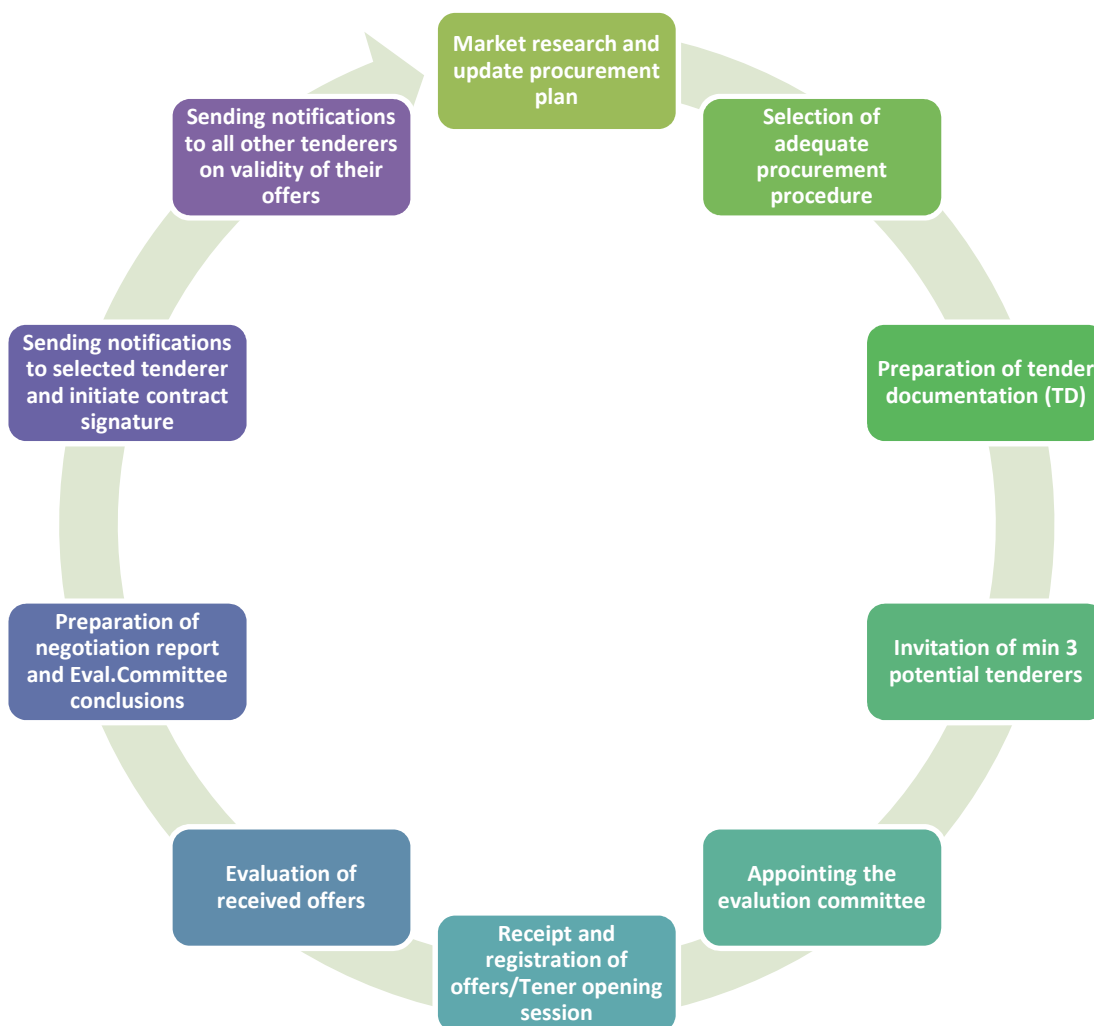 Market research and
update procurement
plan
Selection of
adequate
procurement
procedure
Preparation of tender
documentation (TD)
Invitation of min 3
potential tenderers
Appointing the
evalution committee
Receipt and
registration of
offers/Tener opening
session
Evaluation of
received offers
Preparation of
negotiation report
and Eval.Committee
conclusions
Sending notifications
to selected tenderer
and initiate contract
signature
Sending notifications
to all other tenderers
on validity of their
offers